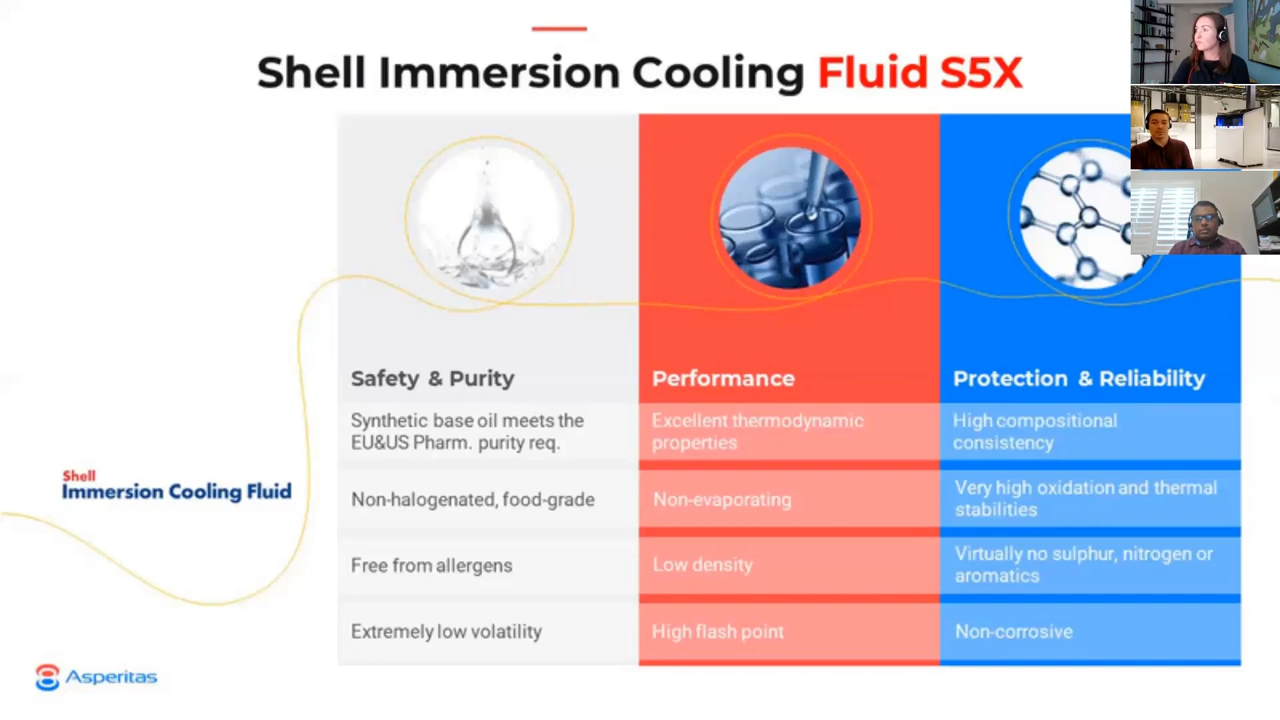 Shell Immersion Cooling Fluid S5X
Safety & Purity
Synthetic base oil meets the
EU&US Pharm. purity req.
Non-halogenated, food-grade
Free from allergens
Extremely low volatility
Performance
Excellent thermodynamic
properties
Non-evaporating
Low density
High flash point
Protection & Reliability
High compositional
consistency
Very high oxidation and thermal
stabilities
Virtually no sulphur, nitrogen or
aromatics
Non-corrosive
Shell
Immersion Cooling Fluid
Asperitas